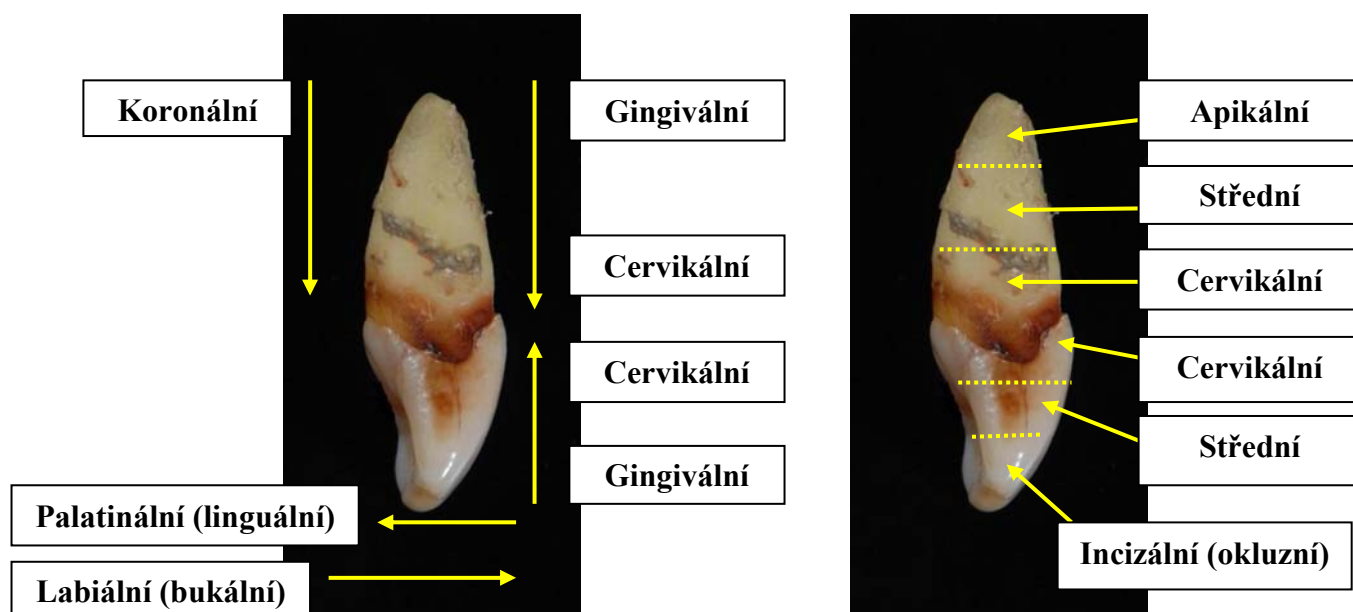 Koronální
Gingivální
Cervikální
Cervikální
Gingivální
Palatinální (linguální)
Labiální (bukální)
Apikální
Střední
Cervikální
Cervikální
Střední
Incizální (okluzní)